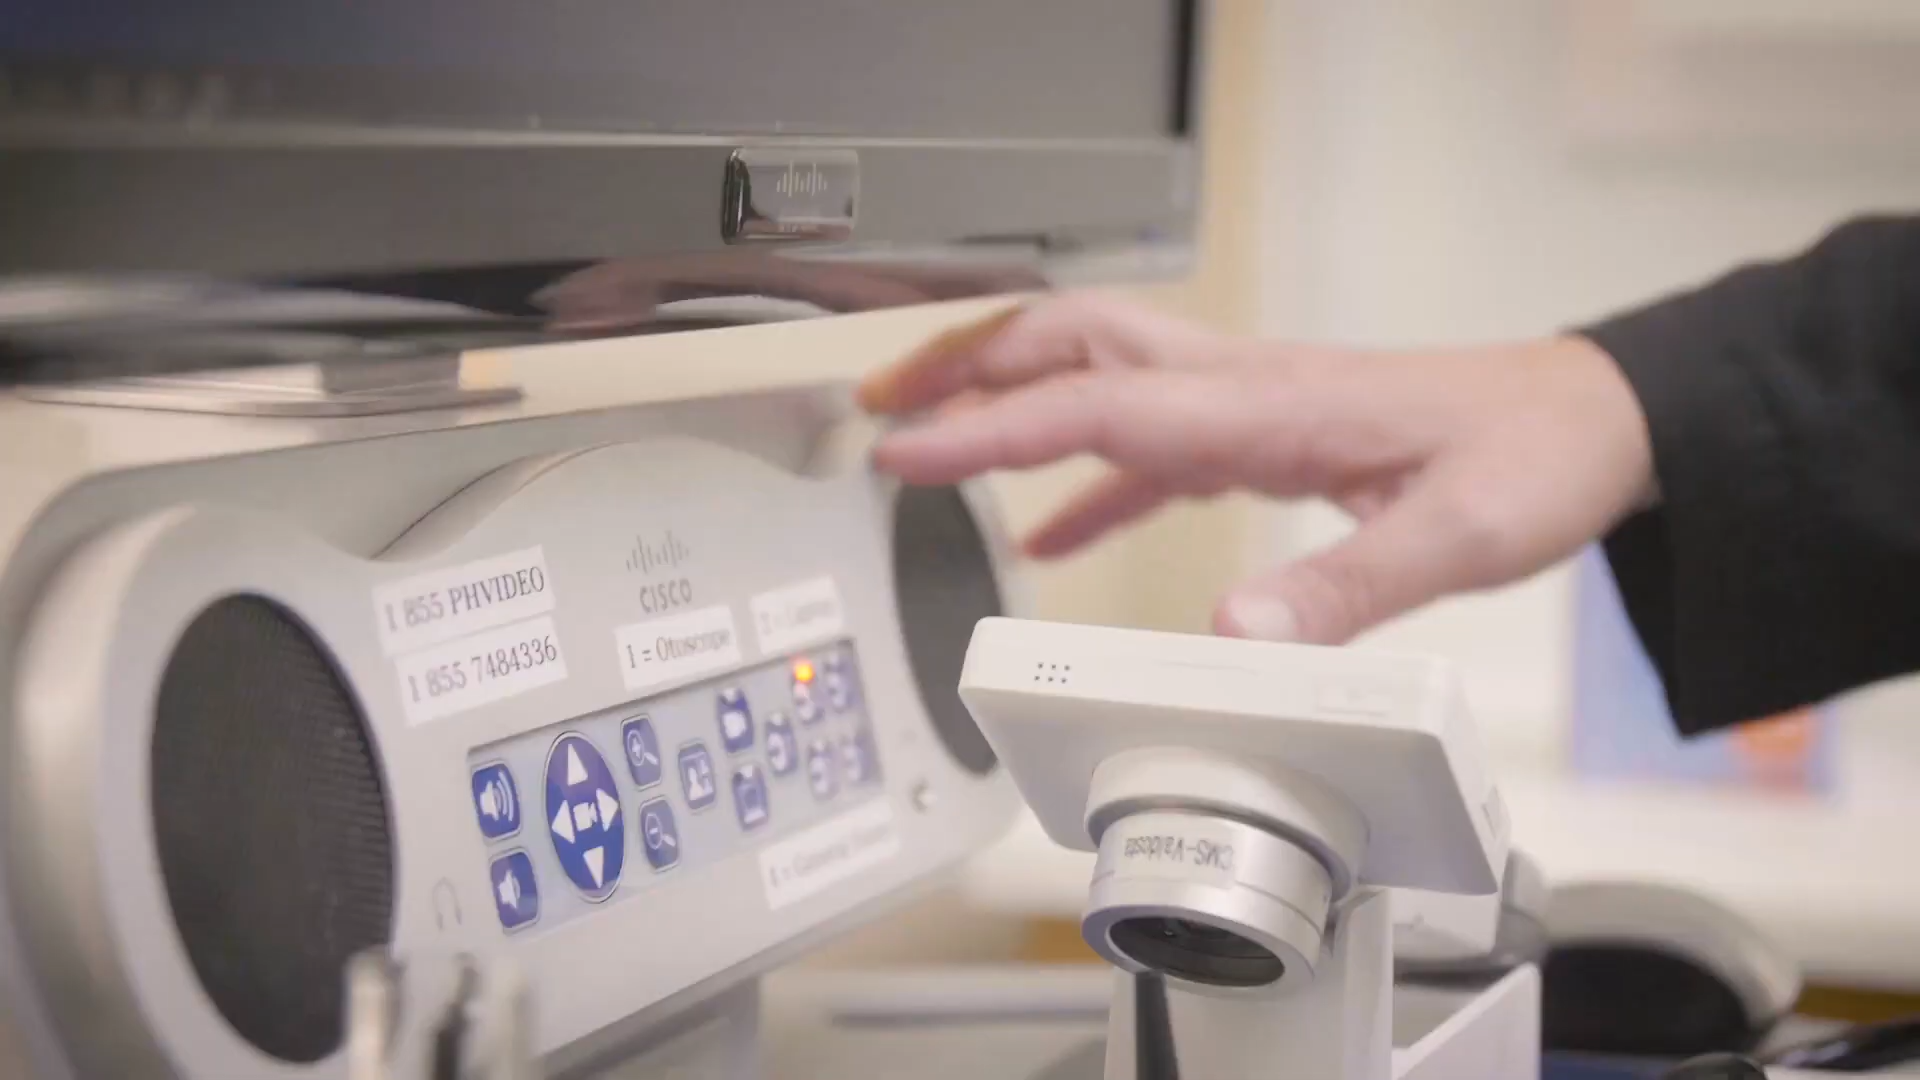 1 855 PHVIDEO
1 855 7484336
CISCO
1 = Otoscope
CMS-Valdosta